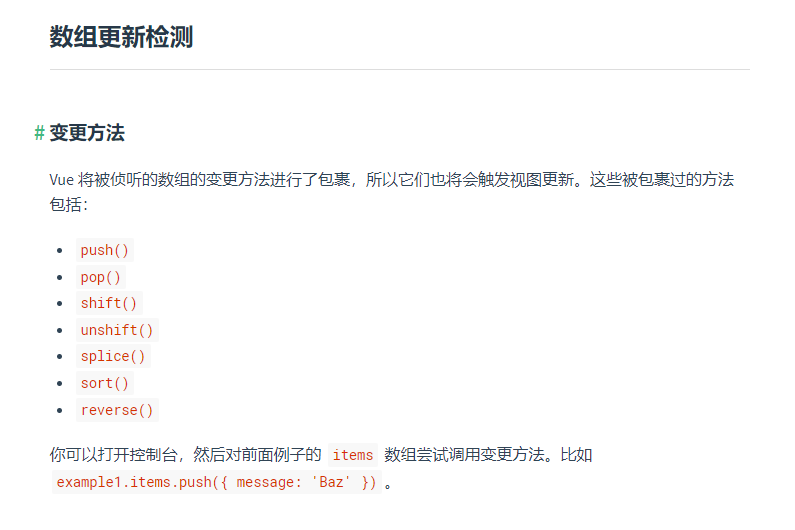 数组更新检测
# 变更方法
Vue 将被侦听的数组的变更方法进行了包裹，所以它们也将会触发视图更新。这些被包裹过的方法
包括：
push()
pop()
shift()
unshift()
splice()
sort()
reverse()
你可以打开控制台，然后对前面例子的 items 数组尝试调用变更方法。比如
example1.items.push({ message: 'Baz' }) 。